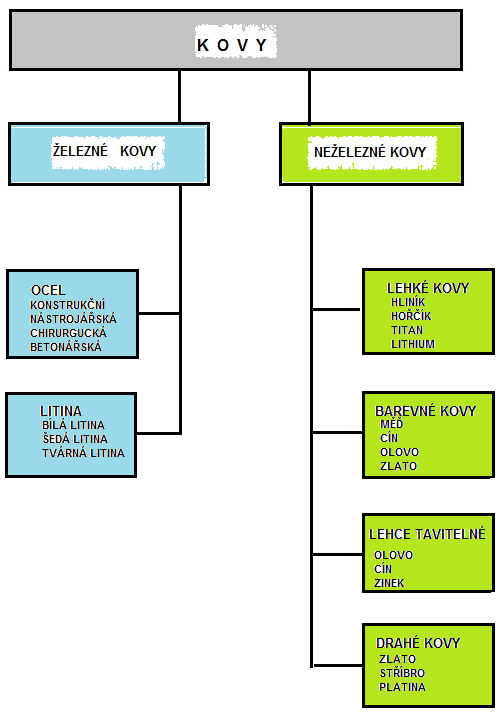 K O V Y
ŽELEZNÉ KOVY
NEŽELEZNÉ KOVY
OCEL
KONSTRUKČNÍ
NÁSTROJÁŘSKÁ
CHIRURGUCKÁ
BETONÁŘSKÁ
LITINA
BÍLÁ LITINA
ŠEDÁ LITINA
TVÁRNÁ LITINA
LEHKÉ KOVY
HLINÍK
HOŘČÍK
TITAN
LITHIUM
BAREVNÉ KOVY
MĚĎ
CÍN
OLOVO
ZLATO
LEHCE TAVITELNÉ
OLOVO
CÍN
ZINEK
DRAHÉ KOVY
ZLATO
STŘÍBRO
PLATINA